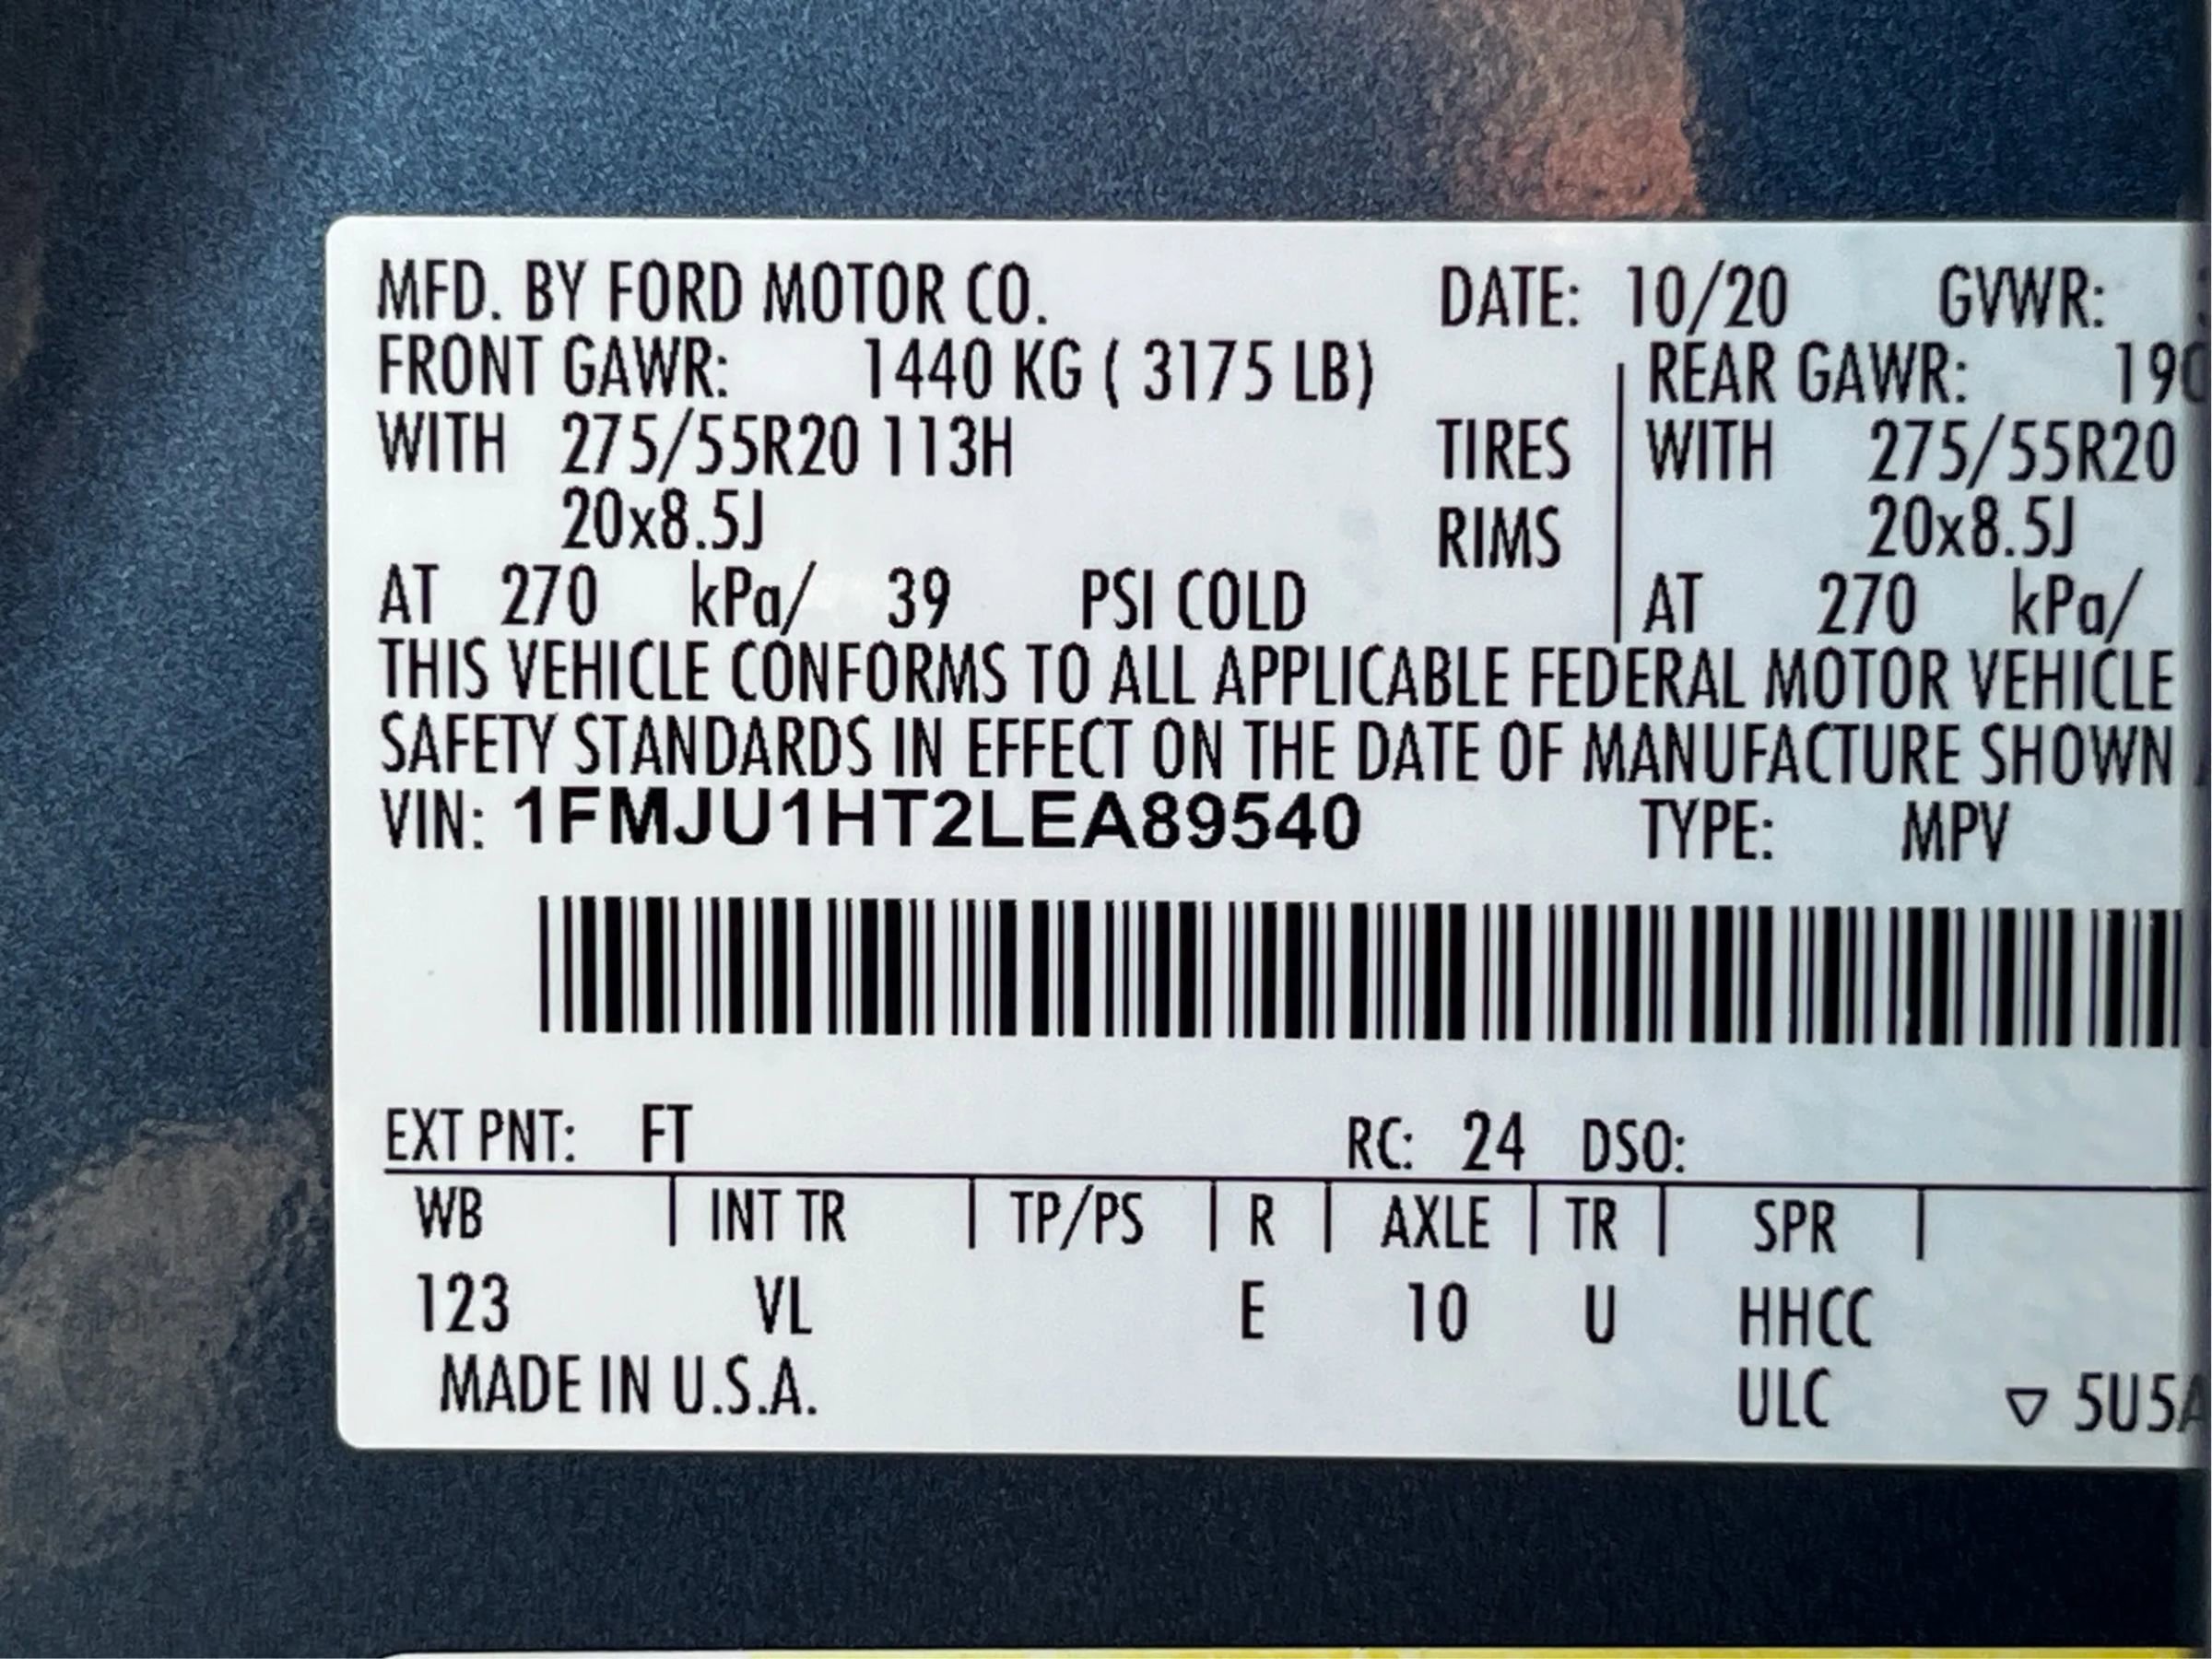 MFD. BY FORD MOTOR CO. DATE: 10/20 GVWR:
FRONT GAWR: 1440 KG ( 3175 LB) REAR GAWR: 19
WITH 275/55R20 113H TIRES WITH 275/55R20
20x8.5J RIMS 20x8.5J
AT 270 kPa/ 39 PSI COLD AT 270 kPa/
THIS VEHICLE CONFORMS TO ALL APPLICABLE FEDERAL MOTOR VEHICLE
SAFETY STANDARDS IN EFFECT ON THE DATE OF MANUFACTURE SHOWN
VIN: 1FMJU1HT2LEA89540 TYPE: MPV
EXT PNT: FT RC: 24 DSO:
WB | INT TR | TP/PS | R | AXLE | TR | SPR |
123 VL E 10 U HHCC
MADE IN U.S.A. ULC ▽ 5U5A